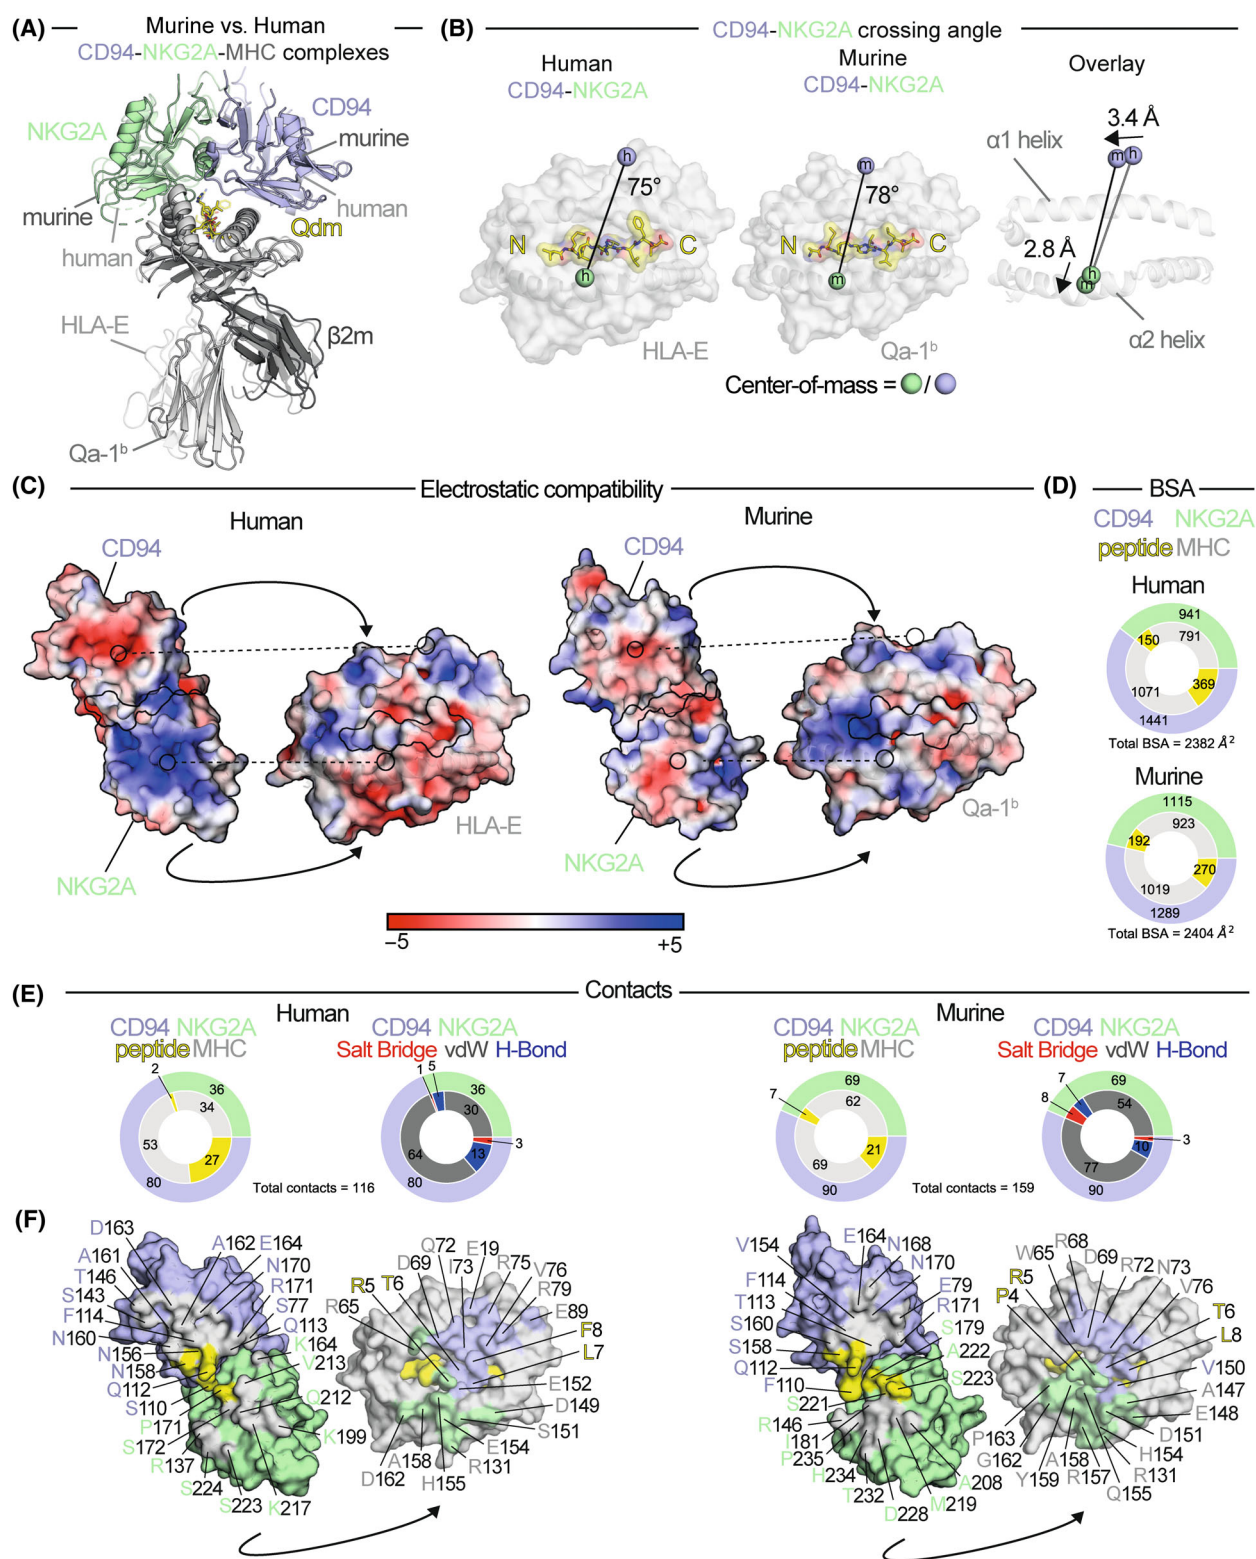 (A) Murine vs. Human
CD94-NKG2A-MHC complexes
NKG2A
CD94
murine
murine
human
human
Qdm
HLA-E
β2m
Qa-1ᵇ
(B) CD94-NKG2A crossing angle
Human
CD94-NKG2A
Murine
CD94-NKG2A
Overlay
h
75°
N
C
h
HLA-E
m
78°
N
C
m
Qa-1ᵇ
3.4 Å
α1 helix
m h
2.8 Å
h
m
α2 helix
Center-of-mass = /
(C) Electrostatic compatibility
Human
CD94
NKG2A
HLA-E
Murine
CD94
NKG2A
Qa-1ᵇ
−5
+5
(D) BSA
CD94 NKG2A
peptide MHC
Human
941
150
791
369
1071
1441
Total BSA = 2382 Å²
Murine
1115
192
923
270
1019
1289
Total BSA = 2404 Å²
(E) Contacts
Human
CD94 NKG2A
peptide MHC
2
36
34
53
27
80
CD94 NKG2A
Salt Bridge vdW H-Bond
1
5
36
30
64
13
3
80
Total contacts = 116
Murine
CD94 NKG2A
peptide MHC
69
7
62
69
21
90
CD94 NKG2A
Salt Bridge vdW H-Bond
7
8
69
54
77
10
3
90
Total contacts = 159
(F)
D163
A161
T146
S143
F114
N160
N156
N158
Q112
S110
P171
S172
R137
S224
S223
K217
A162
E164
N170
R171
S77
Q113
K164
V213
Q212
K199
R65
R5
T6
D69
Q72
I73
E19
R75
V76
R79
E89
F8
L7
E152
D149
S151
E154
R131
H155
A158
D162
V154
F114
T113
S160
S158
Q112
F110
S221
R146
I181
P235
H234
T232
D228
M219
A208
E164
N168
N170
E79
R171
S179
A222
S223
P4
R5
W65
R68
D69
R72
N73
V76
T6
L8
V150
A147
E148
D151
H154
R131
Q155
R157
A158
Y159
G162
P163